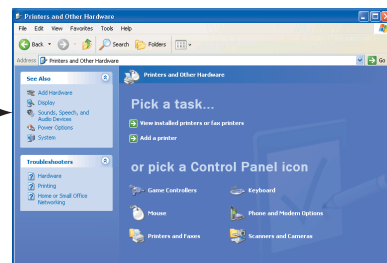 Printers and Other Hardware
File Edit View Favorites Tools Help
Back Search Folders
Address Printers and Other Hardware Go
See Also
Add Hardware
Display
Sounds, Speech, and
Audio Devices
Power Options
System
Troubleshooters
Hardware
Printing
Home or Small Office
Networking
Printers and Other Hardware
Pick a task...
View installed printers or fax printers
Add a printer
or pick a Control Panel icon
Game Controllers Keyboard
Mouse Phone and Modem Options
Printers and Faxes Scanners and Cameras